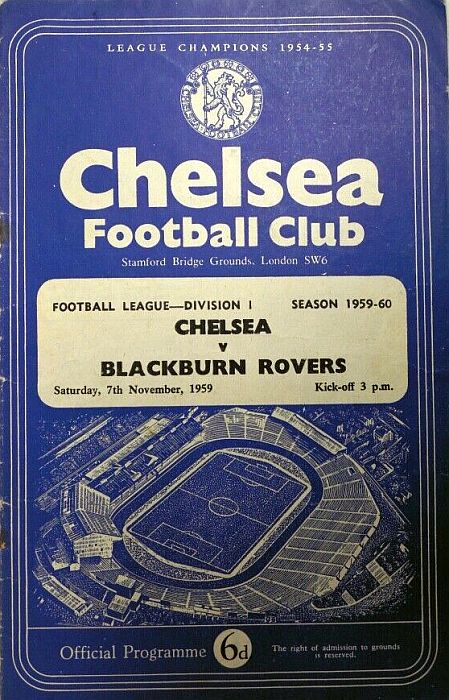 LEAGUE CHAMPIONS 1954-55
Chelsea
Football Club
Stamford Bridge Grounds, London SW6
FOOTBALL LEAGUE—DIVISION I SEASON 1959-60
CHELSEA
v
BLACKBURN ROVERS
Saturday, 7th November, 1959 Kick-off 3 p.m.
Official Programme 6d The right of admission to grounds
is reserved.